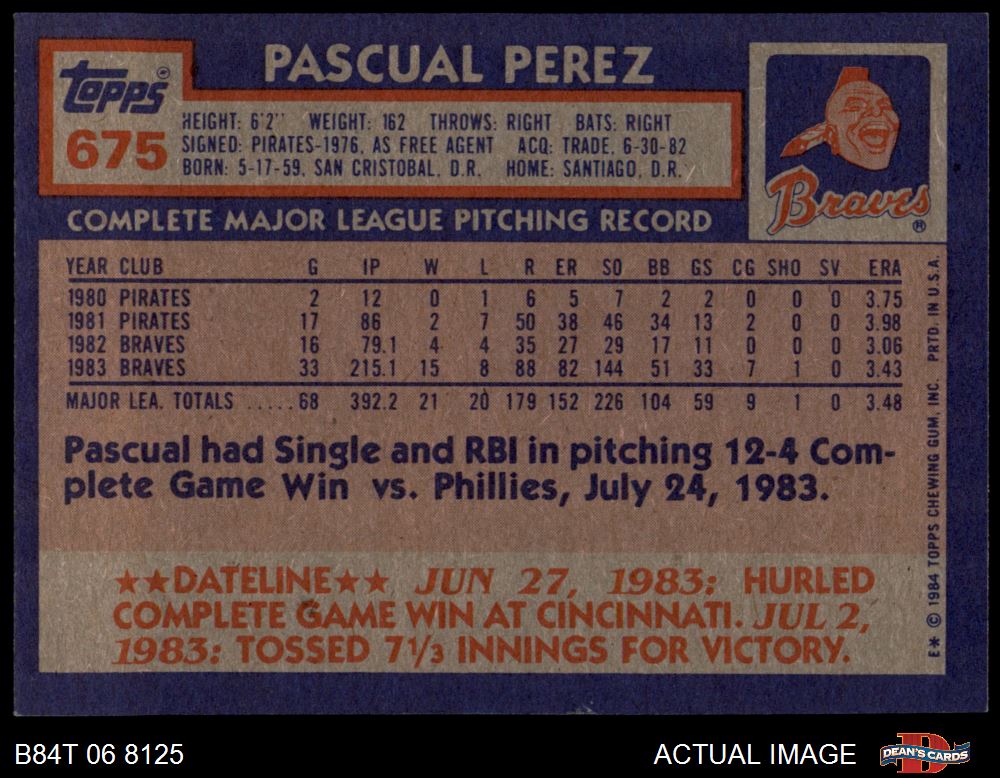 Topps®
675
PASCUAL PEREZ
HEIGHT: 6'2" WEIGHT: 162 THROWS: RIGHT BATS: RIGHT
SIGNED: PIRATES-1976, AS FREE AGENT ACQ: TRADE, 6-30-82
BORN: 5-17-59, SAN CRISTOBAL, D.R. HOME: SANTIAGO, D.R.
Braves®
COMPLETE MAJOR LEAGUE PITCHING RECORD
YEAR CLUB G IP W L R ER SO BB GS CG SHO SV ERA
1980 PIRATES 2 12 0 1 6 5 7 2 2 0 0 0 3.75
1981 PIRATES 17 86 2 7 50 38 46 34 13 2 0 0 3.98
1982 BRAVES 16 79.1 4 4 35 27 29 17 11 0 0 0 3.06
1983 BRAVES 33 215.1 15 8 88 82 144 51 33 7 1 0 3.43
MAJOR LEA. TOTALS .....68 392.2 21 20 179 152 226 104 59 9 1 0 3.48
Pascual had Single and RBI in pitching 12-4 Com-
plete Game Win vs. Phillies, July 24, 1983.
★★DATELINE★★ JUN 27, 1983: HURLED
COMPLETE GAME WIN AT CINCINNATI. JUL 2,
1983: TOSSED 7 1/3 INNINGS FOR VICTORY.
E* © 1984 TOPPS CHEWING GUM, INC. PRTD. IN U.S.A.
B84T 06 8125
ACTUAL IMAGE
DEAN'S CARDS